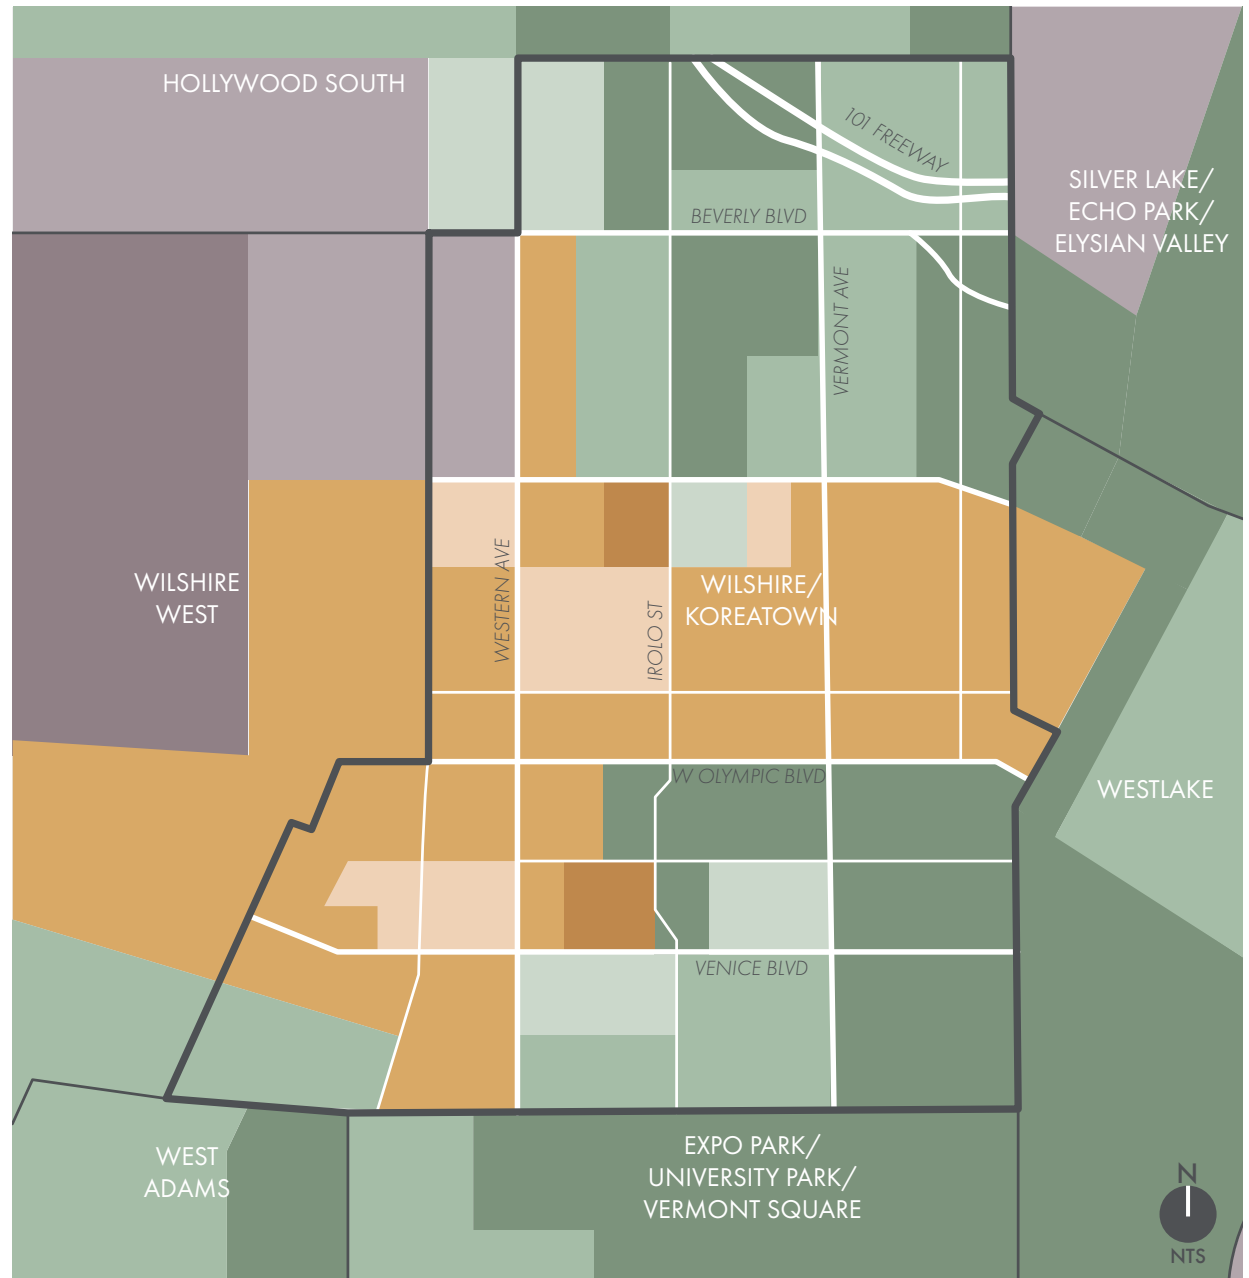 HOLLYWOOD SOUTH
101 FREEWAY
SILVER LAKE/
ECHO PARK/
ELYSIAN VALLEY
BEVERLY BLVD
VERMONT AVE
WILSHIRE
WEST
WESTERN AVE
IROLO ST
WILSHIRE/
KOREATOWN
W OLYMPIC BLVD
WESTLAKE
VENICE BLVD
WEST
ADAMS
EXPO PARK/
UNIVERSITY PARK/
VERMONT SQUARE
N
NTS